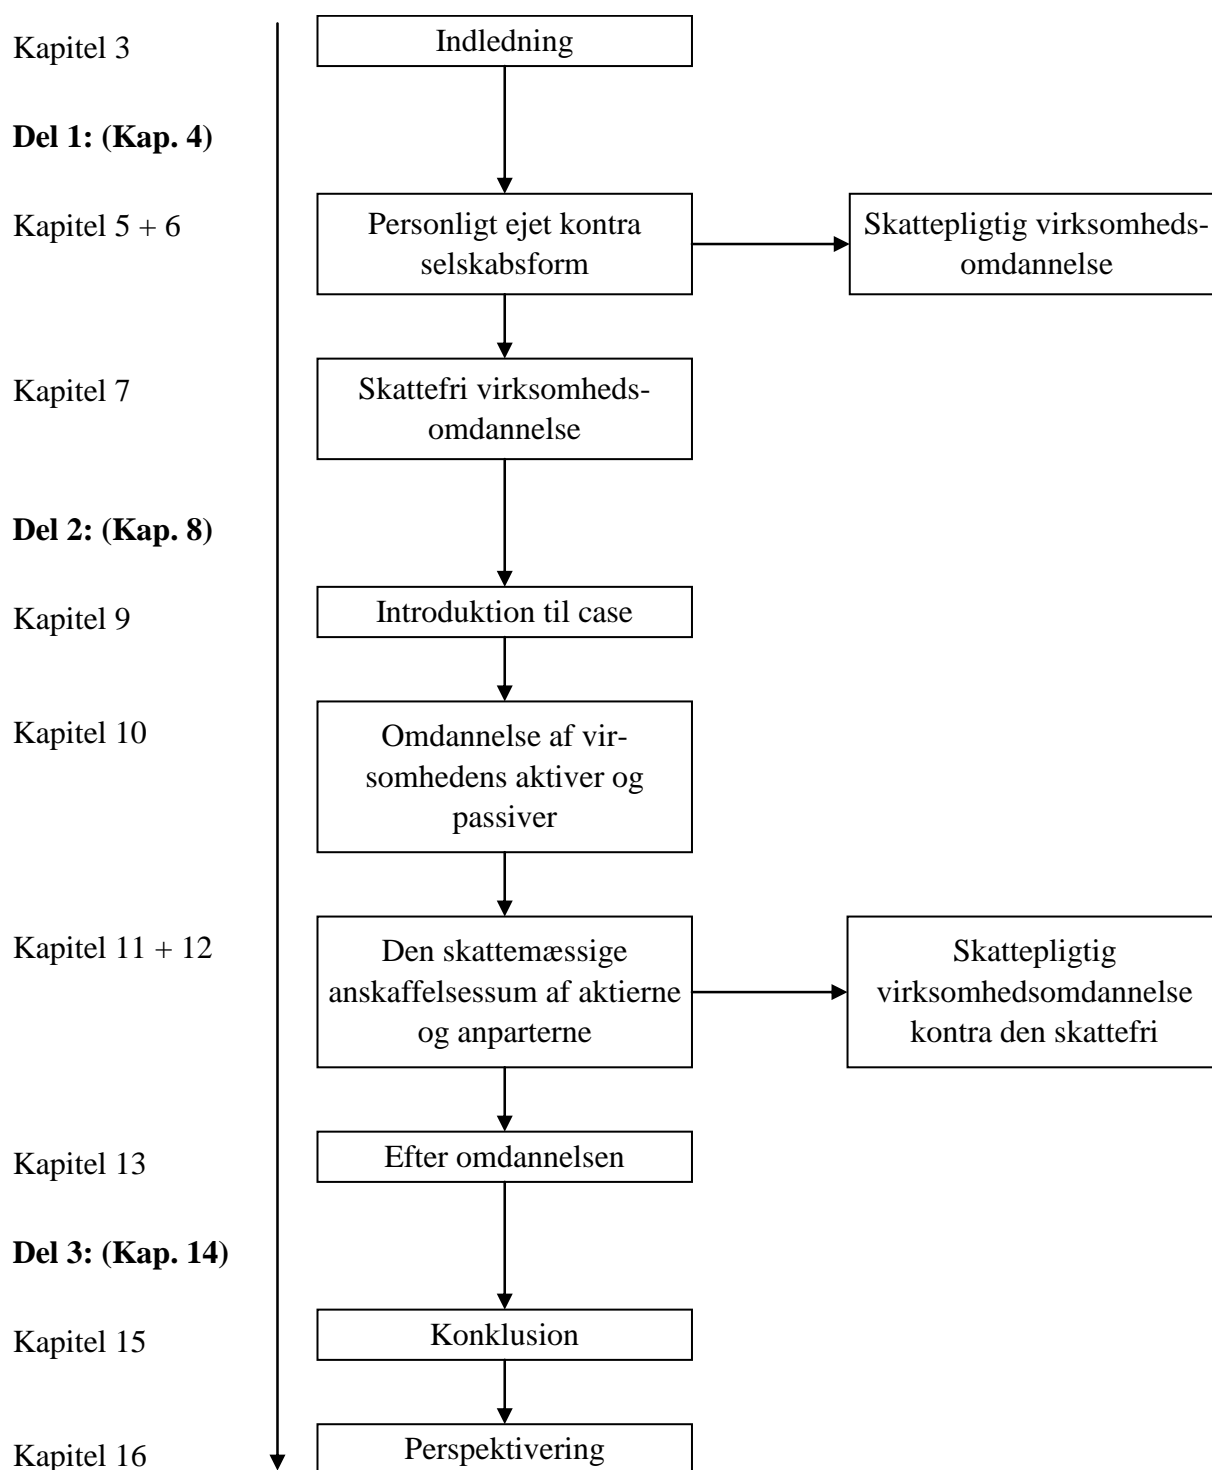 Kapitel 3
Indledning
Del 1: (Kap. 4)
Kapitel 5 + 6
Personligt ejet kontra
selskabsform
Skattepligtig virksomheds-
omdannelse
Kapitel 7
Skattefri virksomheds-
omdannelse
Del 2: (Kap. 8)
Kapitel 9
Introduktion til case
Kapitel 10
Omdannelse af vir-
somhedens aktiver og
passiver
Kapitel 11 + 12
Den skattemæssige
anskaffelsessum af aktierne
og anparterne
Skattepligtig
virksomhedsomdannelse
kontra den skattefri
Kapitel 13
Efter omdannelsen
Del 3: (Kap. 14)
Kapitel 15
Konklusion
Kapitel 16
Perspektivering